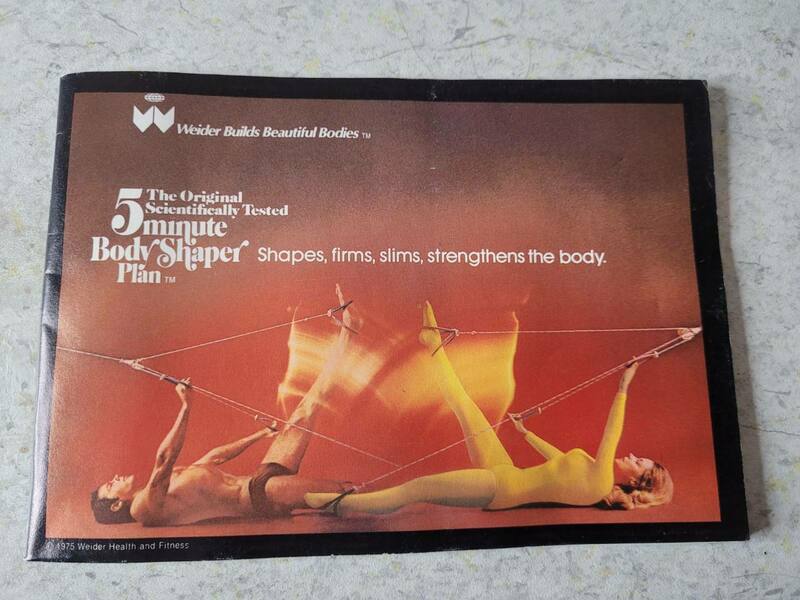 Weider Builds Beautiful Bodies TM
The Original
Scientifically Tested
5 minute
Body Shaper
Plan TM
Shapes, firms, slims, strengthens the body.
© 1975 Weider Health and Fitness